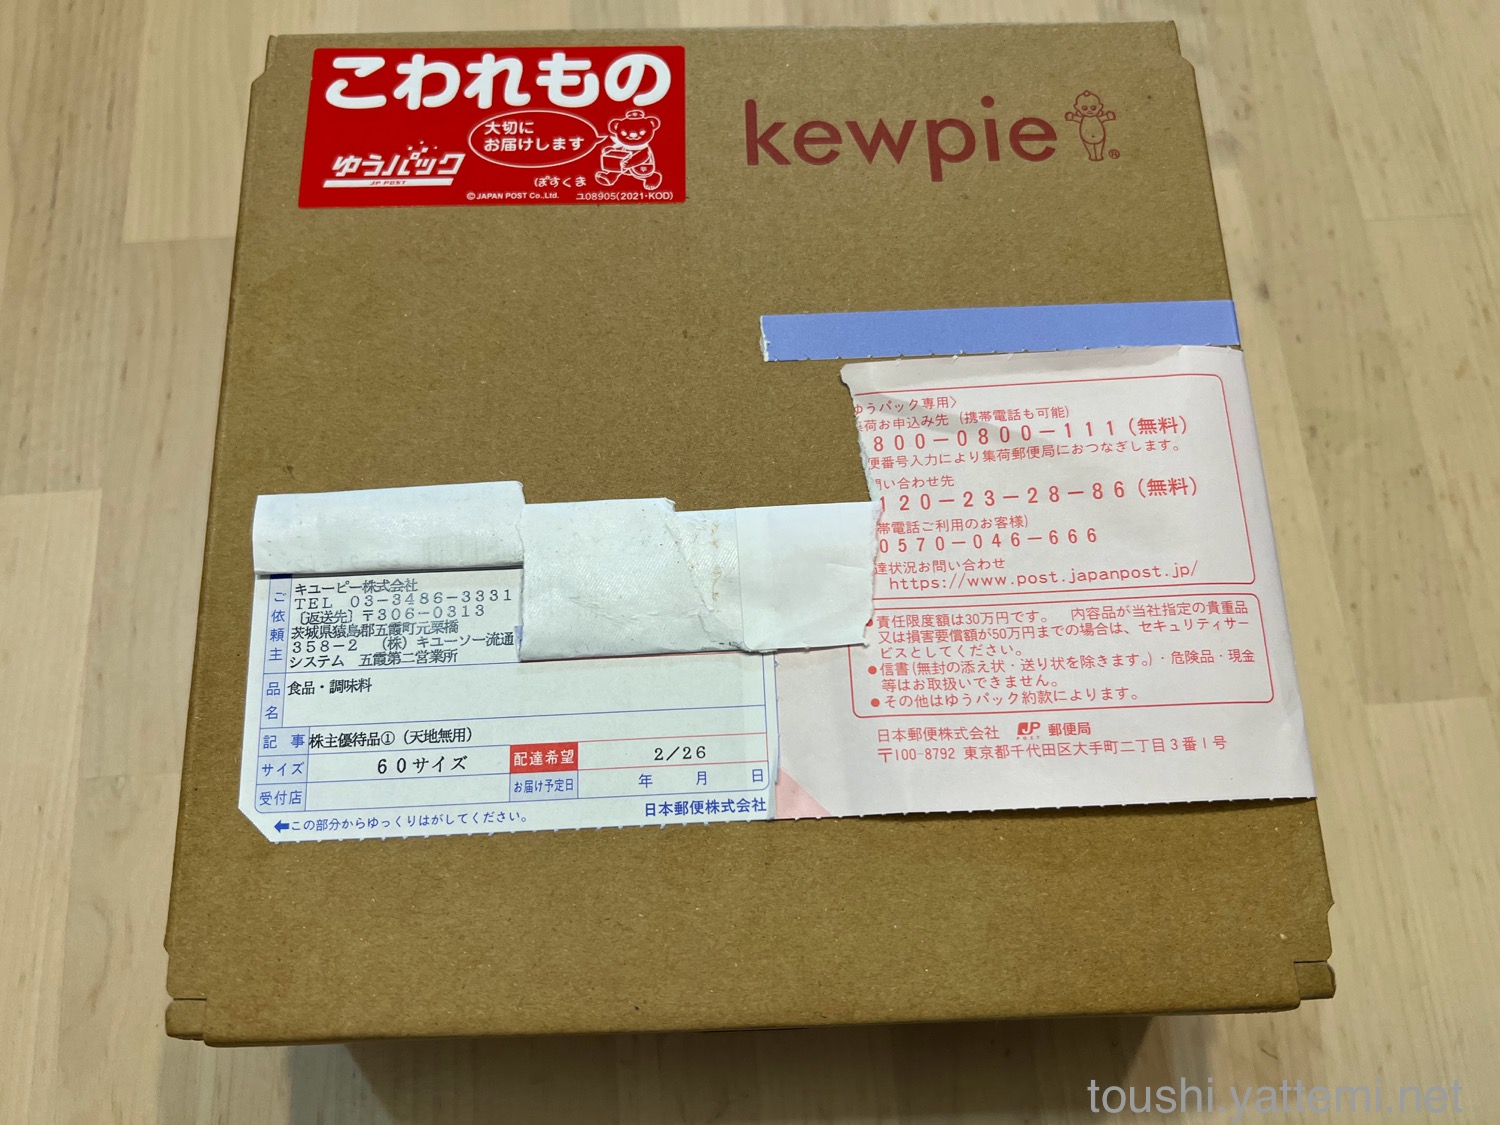 こわれもの
大切に
お届けします
ゆうパック
JP POST
ぽすくま
© JAPAN POST Co.,Ltd. ユ08905(2021・KOD)
kewpie
®
ゆうパック専用〉
荷お申込み先 (携帯電話も可能)
800-0800-111(無料)
便番号入力により集荷郵便局におつなぎします。
問い合わせ先
120-23-28-86(無料)
帯電話ご利用のお客様)
0570-046-666
達状況お問い合わせ
https://www.post.japanpost.jp/
責任限度額は30万円です。 内容品が当社指定の貴重品
又は損害要償額が50万円までの場合は、セキュリティサー
ビスとしてください。
●信書(無封の添え状・送り状を除きます。)・危険品・現金
等はお取扱いできません。
●その他はゆうパック約款によります。
日本郵便株式会社 JP POST 郵便局
〒100-8792 東京都千代田区大手町二丁目3番1号
ご依頼主
キユーピー株式会社
TEL 03-3486-3331
〔返送先〕〒306-0313
茨城県猿島郡五霞町元栗橋
358-2 (株)キユーソー流通
システム 五霞第二営業所
品名 食品・調味料
記事 株主優待品①(天地無用)
サイズ 60サイズ 配達希望 2/26
受付店 お届け予定日 年 月 日
⬅この部分からゆっくりはがしてください。 日本郵便株式会社
toushi.yattemi.net